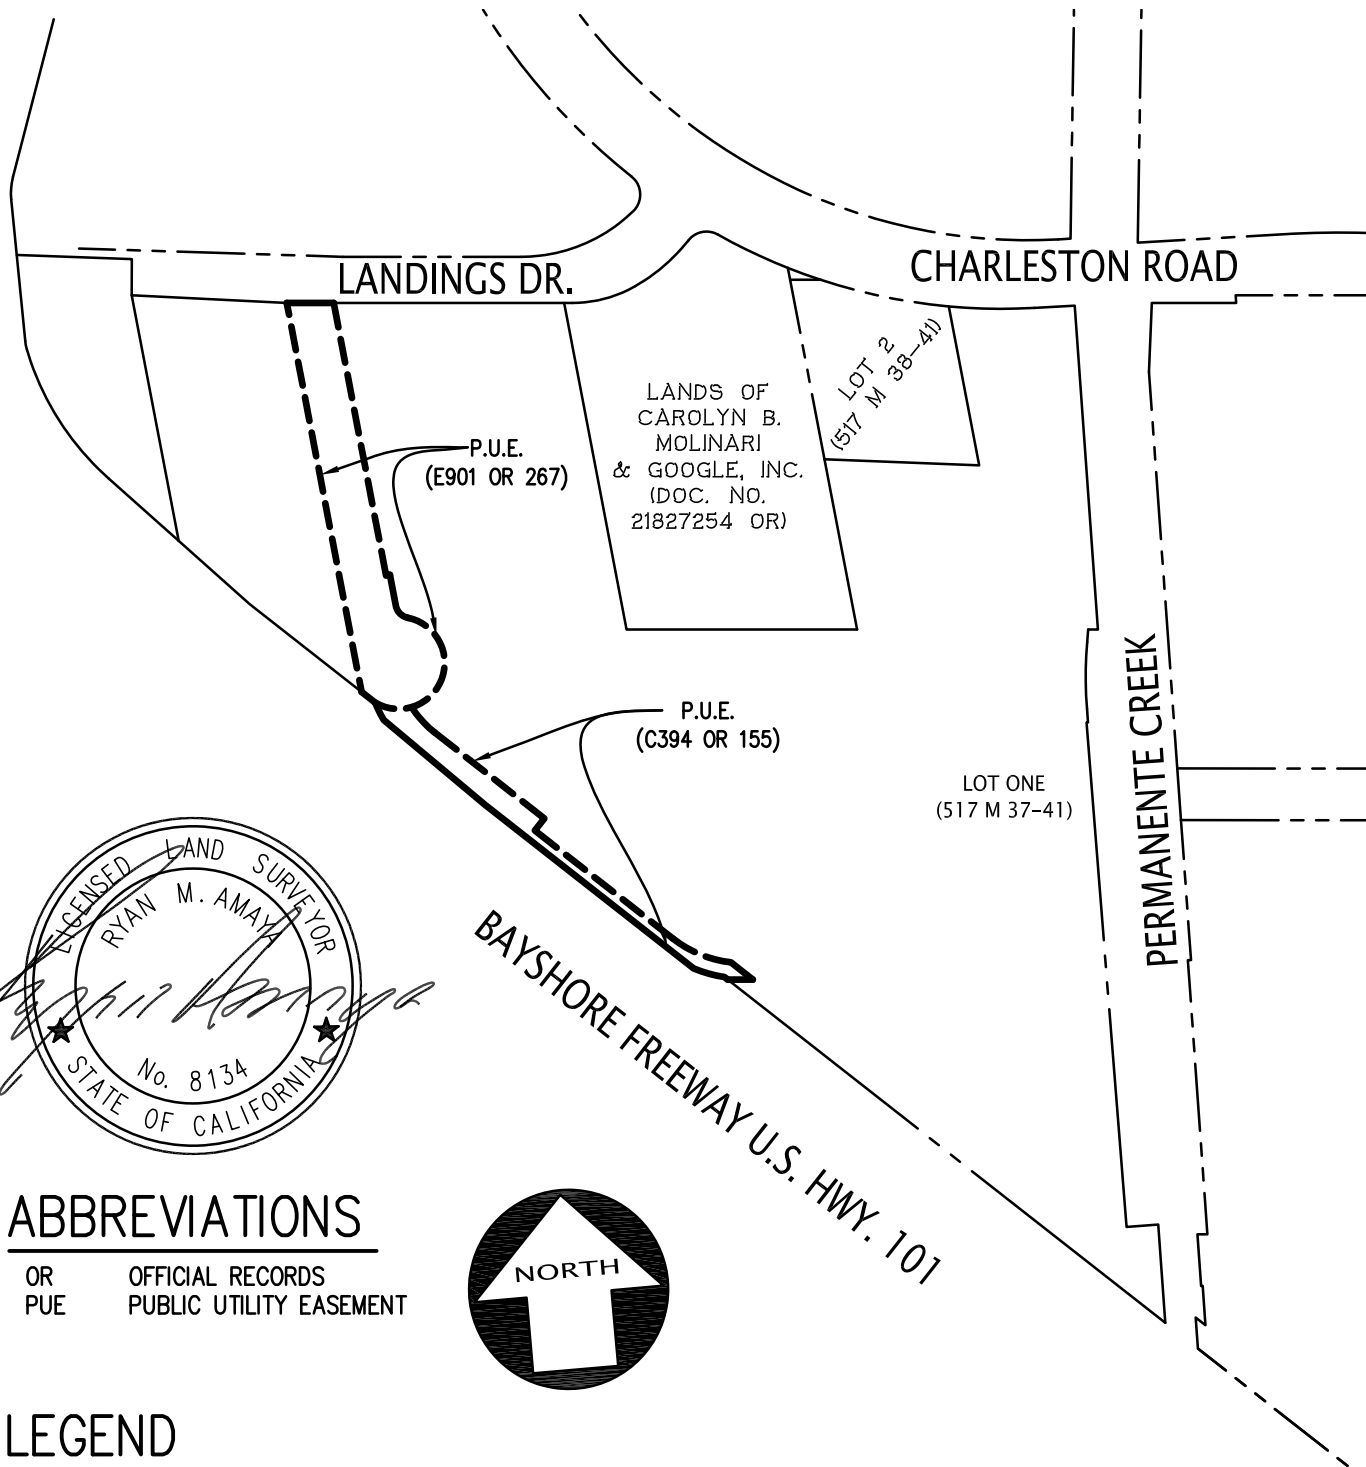 LANDINGS DR.
CHARLESTON ROAD
LOT 2
(517 M 38-41)
LANDS OF
CAROLYN B.
MOLINARI
& GOOGLE, INC.
(DOC. NO.
21827254 OR)
P.U.E.
(E901 OR 267)
P.U.E.
(C394 OR 155)
LOT ONE
(517 M 37-41)
PERMANENTE CREEK
BAYSHORE FREEWAY U.S. HWY. 101
LICENSED LAND SURVEYOR
RYAN M. AMAYA
No. 8134
STATE OF CALIFORNIA
ABBREVIATIONS
OR OFFICIAL RECORDS
PUE PUBLIC UTILITY EASEMENT
NORTH
LEGEND